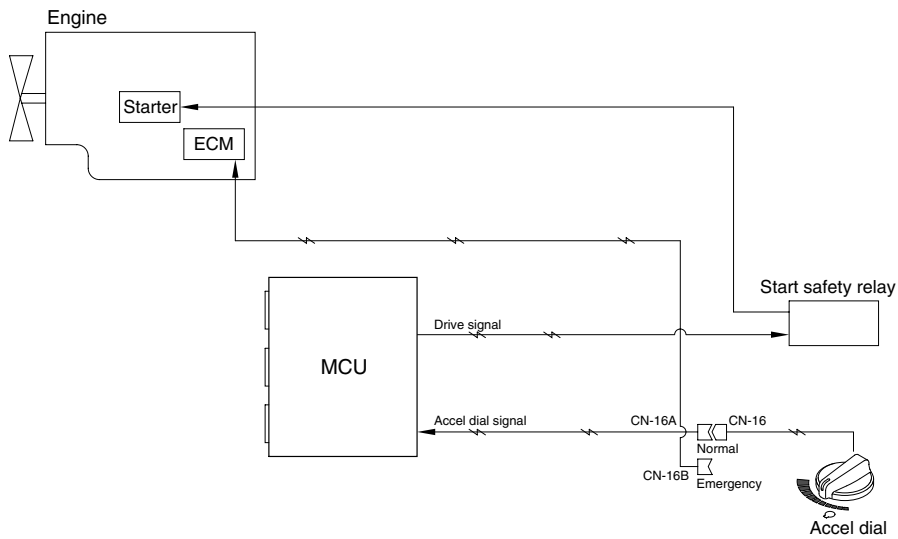 Engine
Starter
ECM
Start safety relay
Drive signal
MCU
Accel dial signal
CN-16A
CN-16
Normal
CN-16B
Emergency
Accel dial